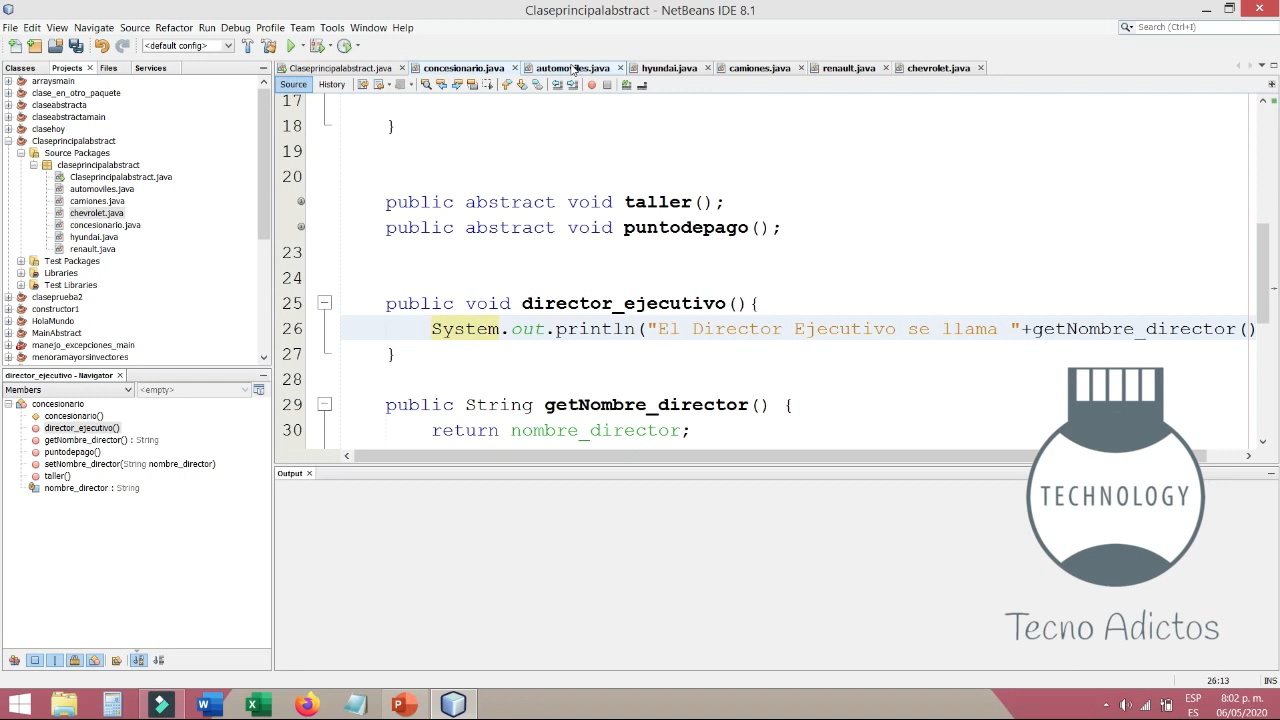 Claseprincipalabstract - NetBeans IDE 8.1
File Edit View Navigate Source Refactor Run Debug Profile Team Tools Window Help
Search (Ctrl+I)
<default config>
Classes Projects Files Services
Claseprincipalabstract.java concesionario.java automoviles.java hyundai.java camiones.java renault.java chevrolet.java
Source History
arraysmain
clase_en_otro_paquete
claseabstracta
claseabstractamain
clasehoy
Claseprincipalabstract
Source Packages
claseprincipalabstract
Claseprincipalabstract.java
automoviles.java
camiones.java
chevrolet.java
concesionario.java
hyundai.java
renault.java
Test Packages
Libraries
Test Libraries
claseprueba2
constructor1
HolaMundo
MainAbstract
manejo_excepciones_main
menoramayorsinvectores
17
18 }
19
20
public abstract void taller();
public abstract void puntodepago();
23
24
25 public void director_ejecutivo(){
26 System.out.println("El Director Ejecutivo se llama "+getNombre_director()
27 }
28
29 public String getNombre_director() {
30 return nombre_director;
director_ejecutivo - Navigator
Members <empty>
concesionario
concesionario()
director_ejecutivo()
getNombre_director() : String
puntodepago()
setNombre_director(String nombre_director)
taller()
nombre_director : String
Output
TECHNOLOGY
Tecno Adictos
26:13 INS
ESP 8:02 p. m.
ES 06/05/2020